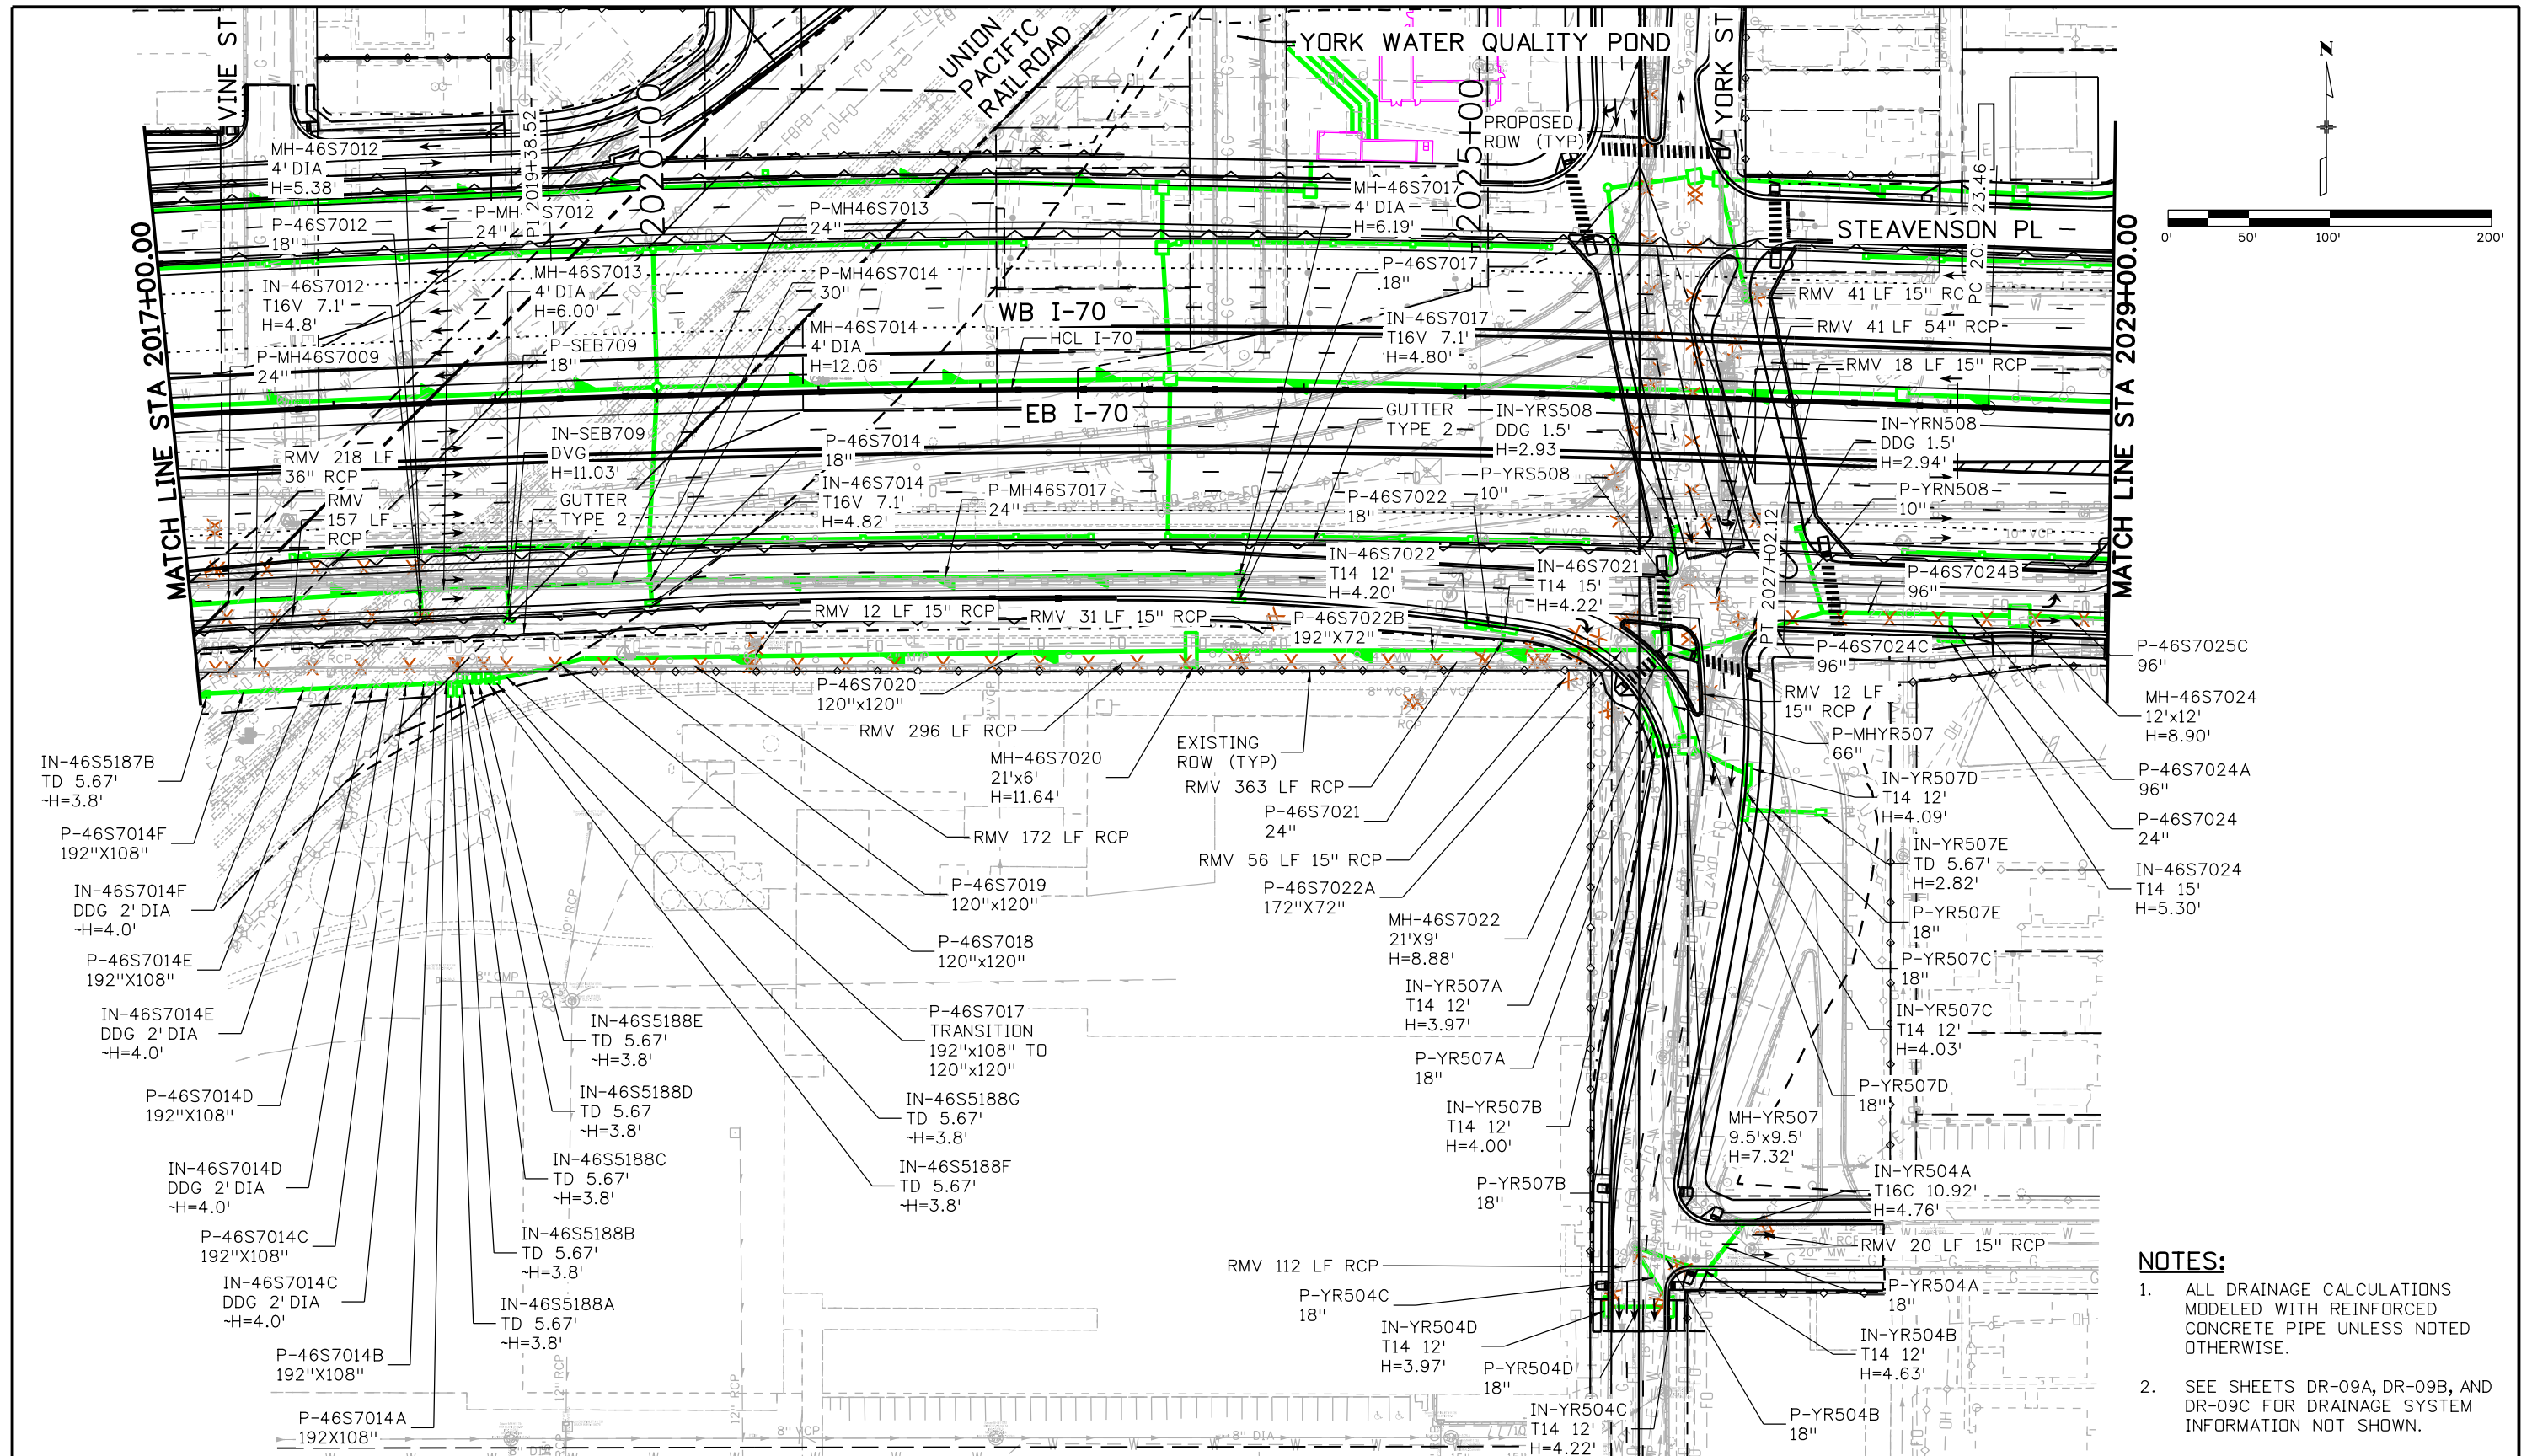 VINE ST
UNION
PACIFIC
RAILROAD
YORK WATER QUALITY POND
YORK ST
N
0'
50'
100'
200'
PI 2019+38.52
2020+00
2025+00
PROPOSED
ROW (TYP)
STEAVENSON PL
MATCH LINE STA 2017+00.00
MATCH LINE STA 2029+00.00
PT 2027+02.12
WB I-70
HCL I-70
EB I-70
MH-46S7012
4' DIA
H=5.38'
P-46S7012
18"
24"
P-MH46S7013
24"
MH-46S7013
4' DIA
H=6.00'
P-MH46S7014
30"
IN-46S7012
T16V 7.1'
H=4.8'
P-SEB709
18"
MH-46S7014
4' DIA
H=12.06'
P-MH46S7009
24"
MH-46S7017
4' DIA
H=6.19'
P-46S7017
18"
IN-46S7017
T16V 7.1'
H=4.80'
RMV 41 LF 15" RC
RMV 41 LF 54" RCP
RMV 18 LF 15" RCP
GUTTER
TYPE 2
IN-YRS508
DDG 1.5'
H=2.93
IN-YRN508
DDG 1.5'
H=2.94'
P-YRS508
10"
P-YRN508
10"
RMV 218 LF
36" RCP
RMV
157 LF
RCP
IN-SEB709
DVG
H=11.03'
GUTTER
TYPE 2
P-46S7014
18"
IN-46S7014
T16V 7.1'
H=4.82'
P-MH46S7017
24"
P-46S7022
18"
IN-46S7022
T14 12'
H=4.20'
IN-46S7021
T14 15'
H=4.22'
P-46S7024B
96"
RMV 12 LF 15" RCP
RMV 31 LF 15" RCP
P-46S7022B
192"X72"
P-46S7024C
96"
P-46S7025C
96"
P-46S7020
120"x120"
RMV 296 LF RCP
MH-46S7020
21'x6'
H=11.64'
EXISTING
ROW (TYP)
RMV 363 LF RCP
P-46S7021
24"
RMV 56 LF 15" RCP
P-46S7022A
172"X72"
RMV 12 LF
15" RCP
P-MHYR507
66"
MH-46S7024
12'x12'
H=8.90'
P-46S7024A
96"
P-46S7024
24"
IN-46S7024
T14 15'
H=5.30'
IN-YR507D
T14 12'
H=4.09'
IN-YR507E
TD 5.67'
H=2.82'
P-YR507E
18"
P-YR507C
18"
IN-YR507C
T14 12'
H=4.03'
P-YR507D
18"
IN-46S5187B
TD 5.67'
~H=3.8'
P-46S7014F
192"X108"
IN-46S7014F
DDG 2' DIA
~H=4.0'
P-46S7014E
192"X108"
IN-46S7014E
DDG 2' DIA
~H=4.0'
P-46S7014D
192"X108"
IN-46S7014D
DDG 2' DIA
~H=4.0'
P-46S7014C
192"X108"
IN-46S7014C
DDG 2' DIA
~H=4.0'
P-46S7014B
192"X108"
P-46S7014A
192X108"
RMV 172 LF RCP
P-46S7019
120"x120"
P-46S7018
120"x120"
P-46S7017
TRANSITION
192"x108" TO
120"x120"
IN-46S5188G
TD 5.67'
~H=3.8'
IN-46S5188F
TD 5.67'
~H=3.8'
IN-46S5188E
TD 5.67'
~H=3.8'
IN-46S5188D
TD 5.67
~H=3.8'
IN-46S5188C
TD 5.67'
~H=3.8'
IN-46S5188B
TD 5.67'
~H=3.8'
IN-46S5188A
TD 5.67'
~H=3.8'
MH-46S7022
21'X9'
H=8.88'
IN-YR507A
T14 12'
H=3.97'
P-YR507A
18"
IN-YR507B
T14 12'
H=4.00'
P-YR507B
18"
MH-YR507
9.5'x9.5'
H=7.32'
IN-YR504A
T16C 10.92'
H=4.76'
RMV 20 LF 15" RCP
P-YR504A
18"
IN-YR504B
T14 12'
H=4.63'
P-YR504B
18"
RMV 112 LF RCP
P-YR504C
18"
IN-YR504D
T14 12'
H=3.97'
P-YR504D
18"
IN-YR504C
T14 12'
H=4.22'
8" CMP
10" RCP
12" RCP
12" RCP
8" VCP
8" DIA
NOTES:
1. ALL DRAINAGE CALCULATIONS
MODELED WITH REINFORCED
CONCRETE PIPE UNLESS NOTED
OTHERWISE.
2. SEE SHEETS DR-09A, DR-09B, AND
DR-09C FOR DRAINAGE SYSTEM
INFORMATION NOT SHOWN.